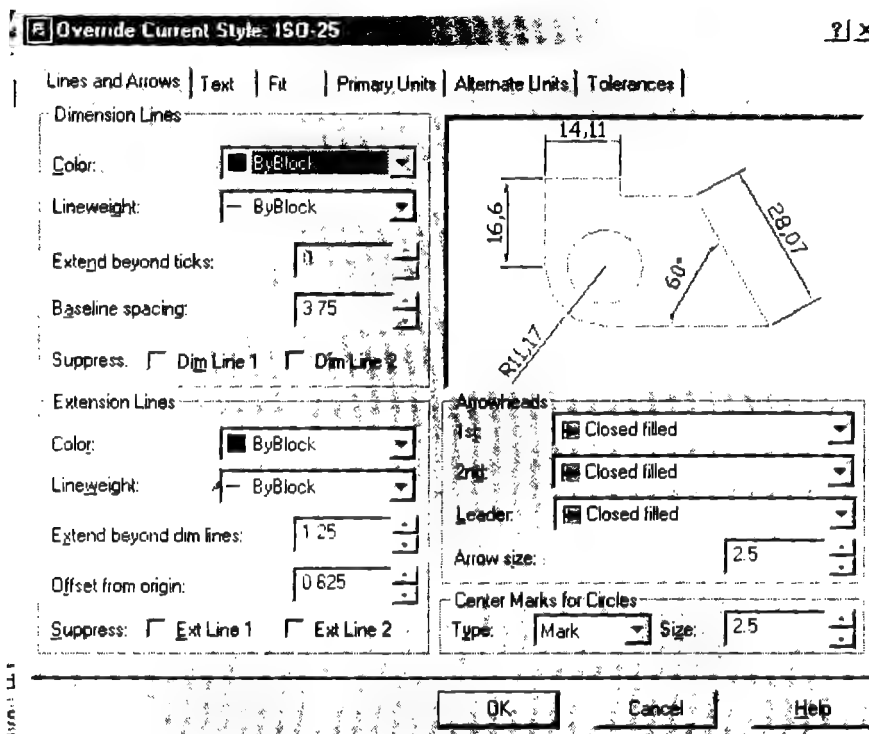 Override Current Style: ISO-25
? X
Lines and Arrows Text Fit Primary Units Alternate Units Tolerances
Dimension Lines
Color: ByBlock
Lineweight: ByBlock
Extend beyond ticks: 0
Baseline spacing: 3.75
Suppress. Dim Line 1 Dim Line 2
Extension Lines
Color: ByBlock
Lineweight: ByBlock
Extend beyond dim lines: 1.25
Offset from origin: 0.625
Suppress: Ext Line 1 Ext Line 2
14,11
16,6
28,07
60°
R11,17
Arrowheads
1st: Closed filled
2nd: Closed filled
Leader: Closed filled
Arrow size: 2.5
Center Marks for Circles
Type: Mark Size: 2.5
OK Cancel Help